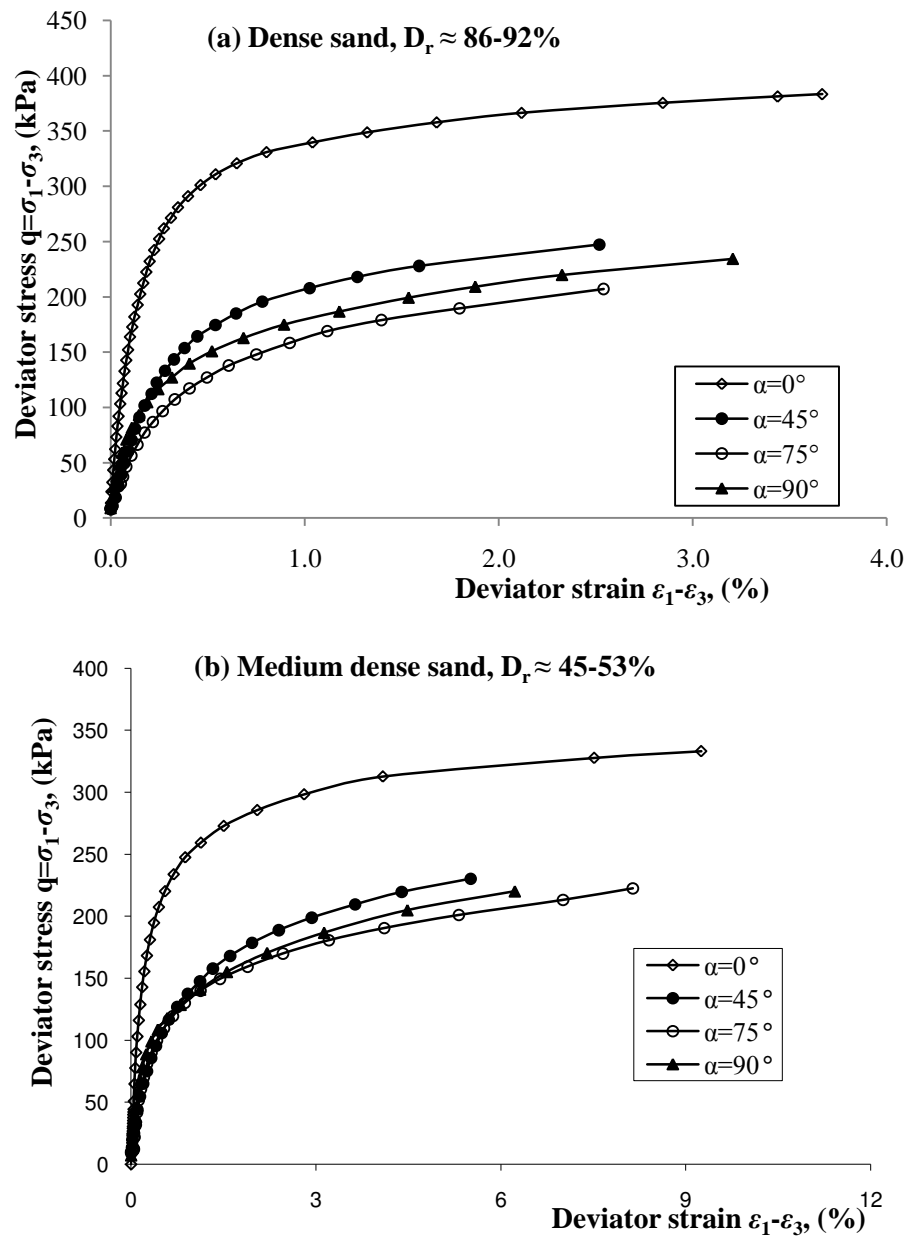 (a) Dense sand, Dr ≈ 86-92%
Deviator stress q=σ1-σ3, (kPa)
450
400
350
300
250
200
150
100
50
0
α=0°
α=45°
α=75°
α=90°
0.0 1.0 2.0 3.0 4.0
Deviator strain ε1-ε3, (%)
(b) Medium dense sand, Dr ≈ 45-53%
Deviator stress q=σ1-σ3, (kPa)
400
350
300
250
200
150
100
50
0
α=0°
α=45°
α=75°
α=90°
0 3 6 9 12
Deviator strain ε1-ε3, (%)